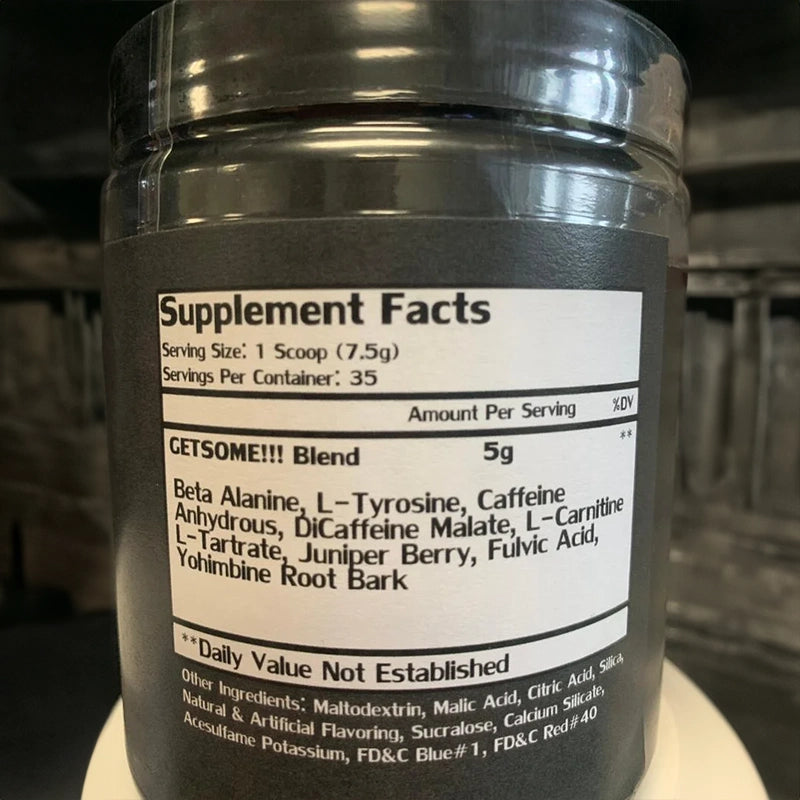 Supplement Facts
Serving Size: 1 Scoop (7.5g)
Servings Per Container: 35
Amount Per Serving %DV
GETSOME!!! Blend 5g **
Beta Alanine, L-Tyrosine, Caffeine
Anhydrous, DiCaffeine Malate, L-Carnitine
L-Tartrate, Juniper Berry, Fulvic Acid,
Yohimbine Root Bark
**Daily Value Not Established
Other Ingredients: Maltodextrin, Malic Acid, Citric Acid, Silica,
Natural & Artificial Flavoring, Sucralose, Calcium Silicate,
Acesulfame Potassium, FD&C Blue#1, FD&C Red#40